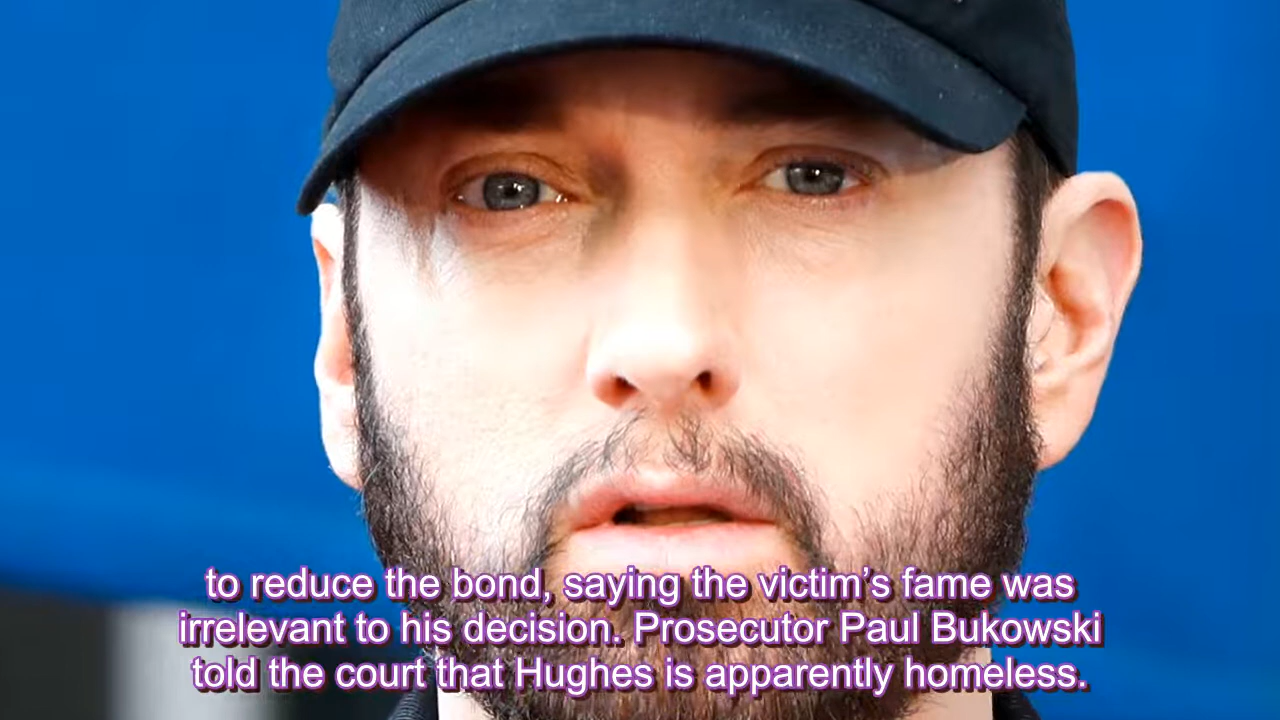 to reduce the bond, saying the victim’s fame was
irrelevant to his decision. Prosecutor Paul Bukowski
told the court that Hughes is apparently homeless.